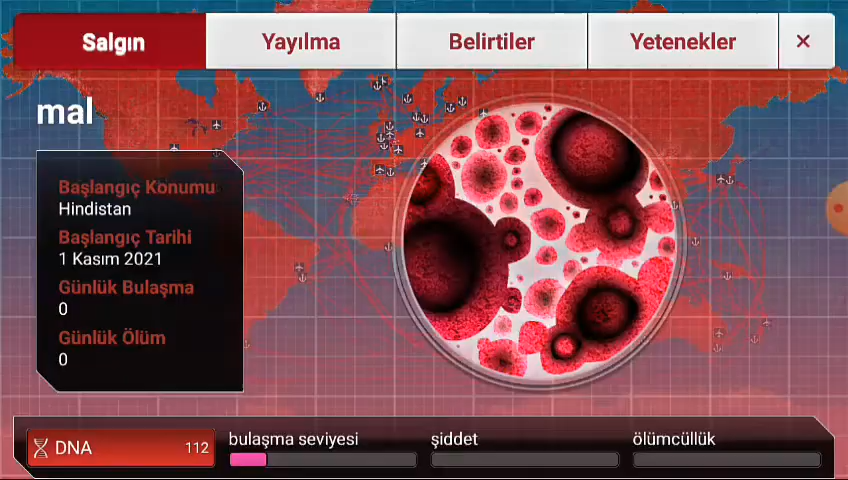 Salgın
Yayılma
Belirtiler
Yetenekler
×
mal
Başlangıç Konumu
Hindistan
Başlangıç Tarihi
1 Kasım 2021
Günlük Bulaşma
0
Günlük Ölüm
0
DNA 112
bulaşma seviyesi
şiddet
ölümcüllük